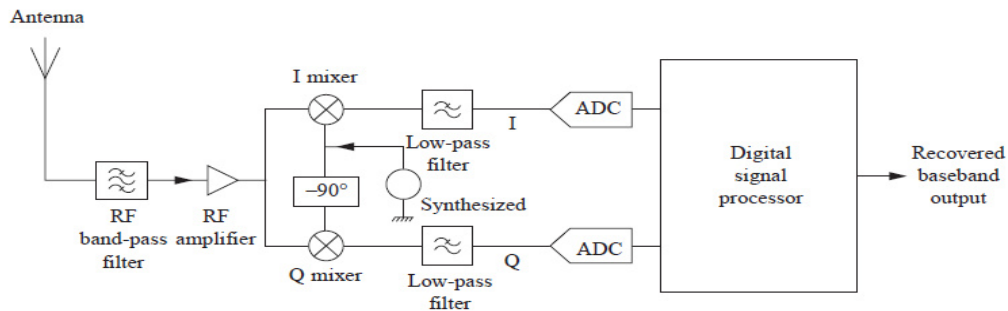 Antenna
I mixer
ADC
I
Low-pass
filter
Digital
signal
processor
Recovered
baseband
output
–90°
Synthesized
RF
band-pass
filter
RF
amplifier
Q mixer
Q
ADC
Low-pass
filter